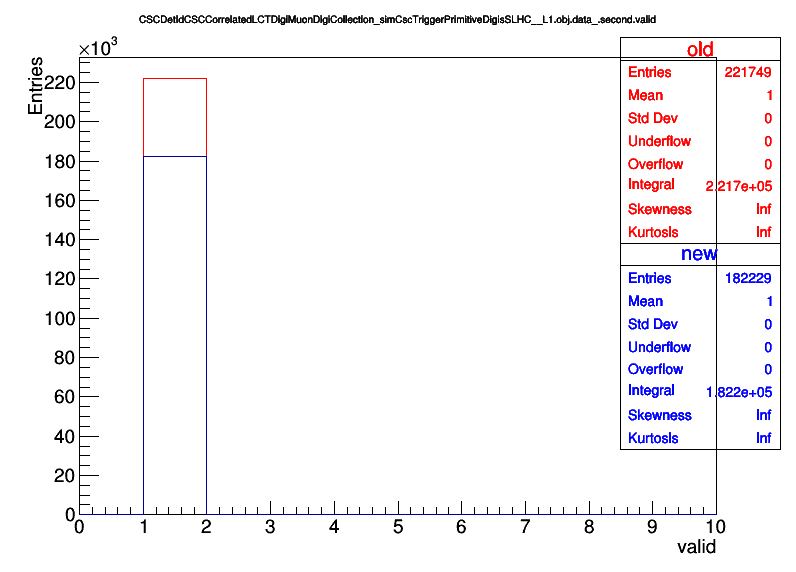 CSCDetIdCSCCorrelatedLCTDigiMuonDigiCollection_simCscTriggerPrimitiveDigisSLHC__L1.obj.data_.second.valid
×10³
Entries
220
200
180
160
140
120
100
80
60
40
20
0
0 1 2 3 4 5 6 7 8 9 10
valid
old
Entries 221749
Mean 1
Std Dev 0
Underflow 0
Overflow 0
Integral 2.217e+05
Skewness Inf
Kurtosis Inf
new
Entries 182229
Mean 1
Std Dev 0
Underflow 0
Overflow 0
Integral 1.822e+05
Skewness Inf
Kurtosis Inf